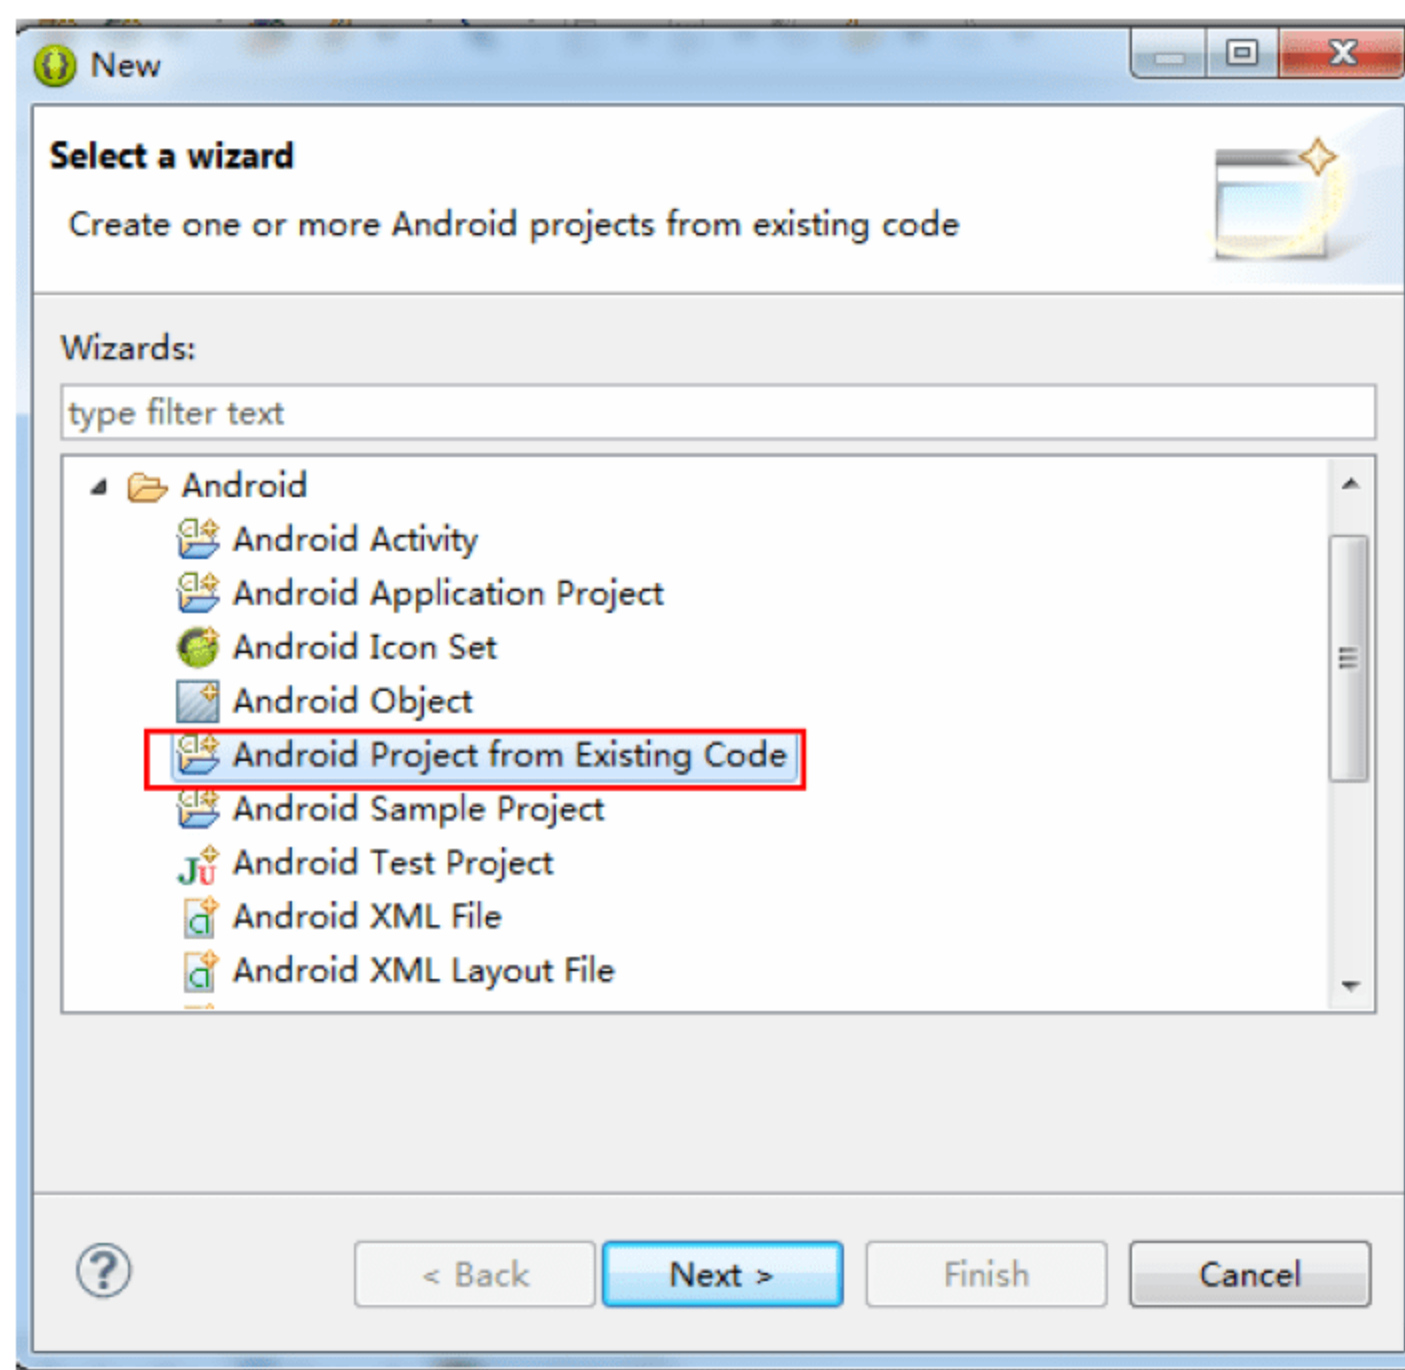 New
Select a wizard
Create one or more Android projects from existing code
Wizards:
type filter text
Android
Android Activity
Android Application Project
Android Icon Set
Android Object
Android Project from Existing Code
Android Sample Project
Android Test Project
Android XML File
Android XML Layout File
< Back Next > Finish Cancel